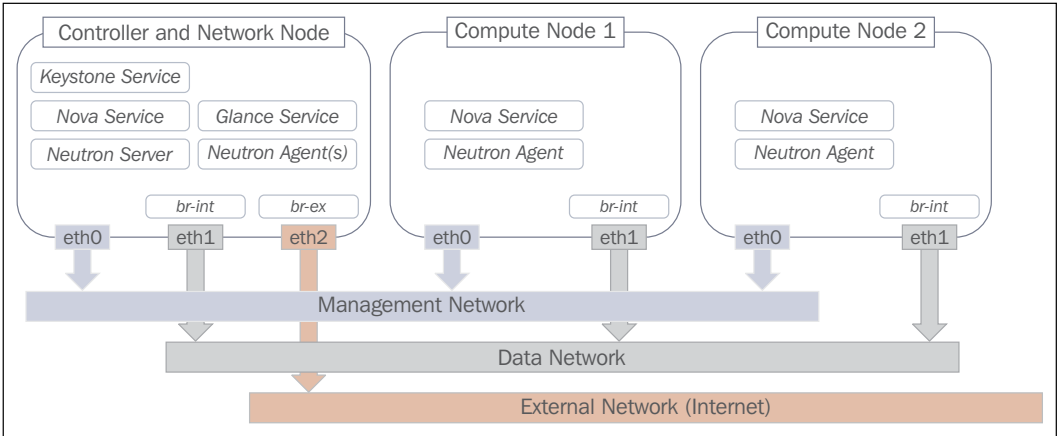 Controller and Network Node
Keystone Service
Nova Service
Glance Service
Neutron Server
Neutron Agent(s)
br-int
br-ex
eth0
eth1
eth2
Compute Node 1
Nova Service
Neutron Agent
br-int
eth0
eth1
Compute Node 2
Nova Service
Neutron Agent
br-int
eth0
eth1
Management Network
Data Network
External Network (Internet)